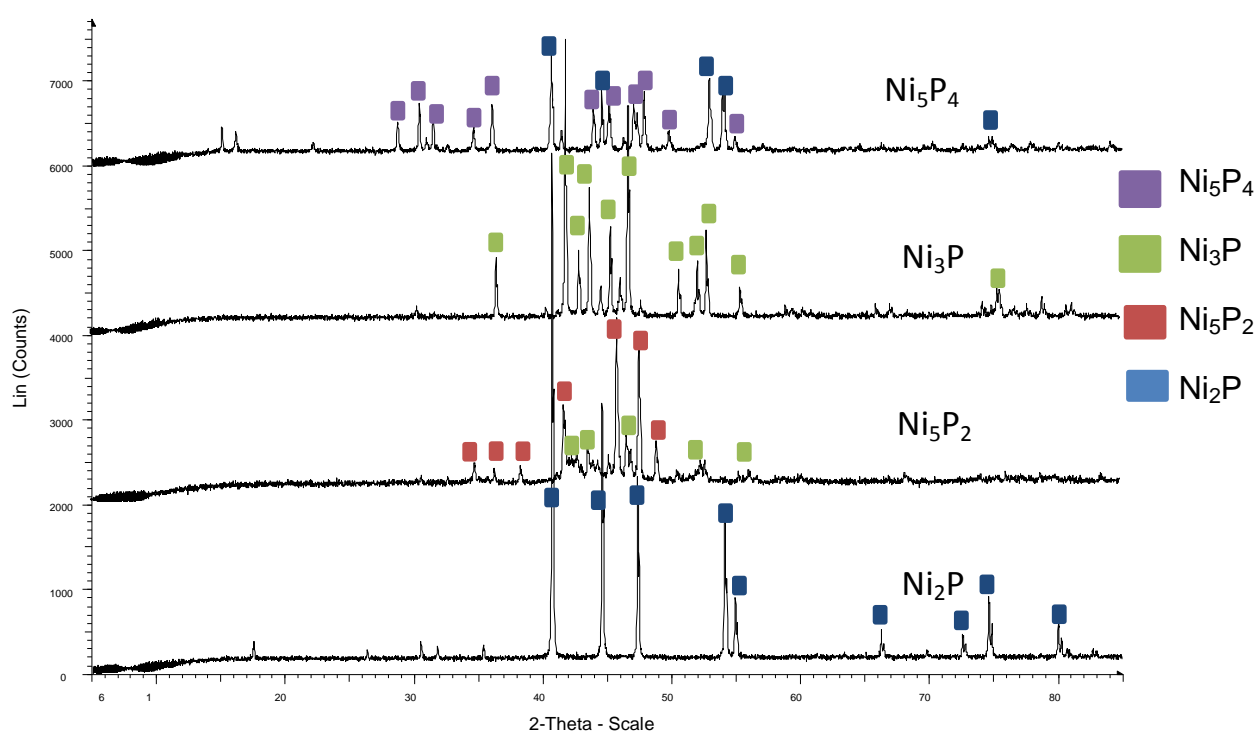 Lin (Counts)
7000
6000
5000
4000
3000
2000
1000
0
6 1 20 30 40 50 60 70 80
2-Theta - Scale
Ni₅P₄
Ni₃P
Ni₅P₂
Ni₂P
Ni₅P₄
Ni₃P
Ni₅P₂
Ni₂P